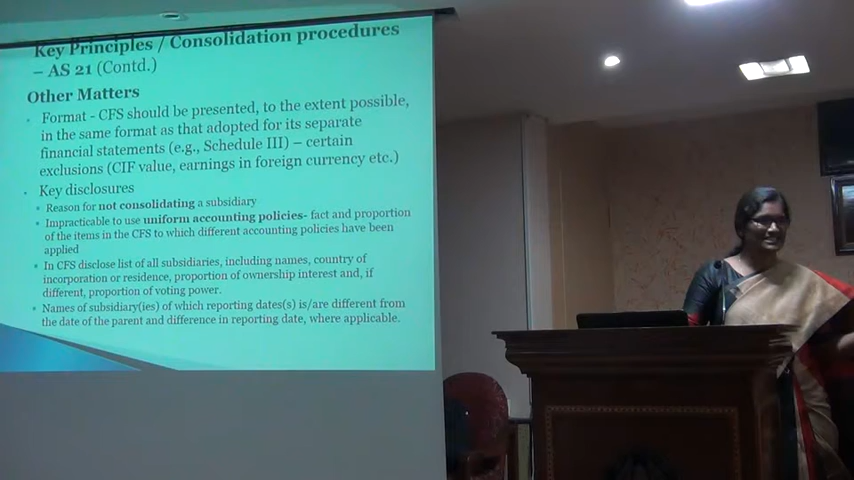 Key Principles / Consolidation procedures
– AS 21 (Contd.)
Other Matters
Format - CFS should be presented, to the extent possible,
in the same format as that adopted for its separate
financial statements (e.g., Schedule III) – certain
exclusions (CIF value, earnings in foreign currency etc.)
Key disclosures
Reason for not consolidating a subsidiary
Impracticable to use uniform accounting policies- fact and proportion
of the items in the CFS to which different accounting policies have been
applied
In CFS disclose list of all subsidiaries, including names, country of
incorporation or residence, proportion of ownership interest and, if
different, proportion of voting power.
Names of subsidiary(ies) of which reporting dates(s) is/are different from
the date of the parent and difference in reporting date, where applicable.